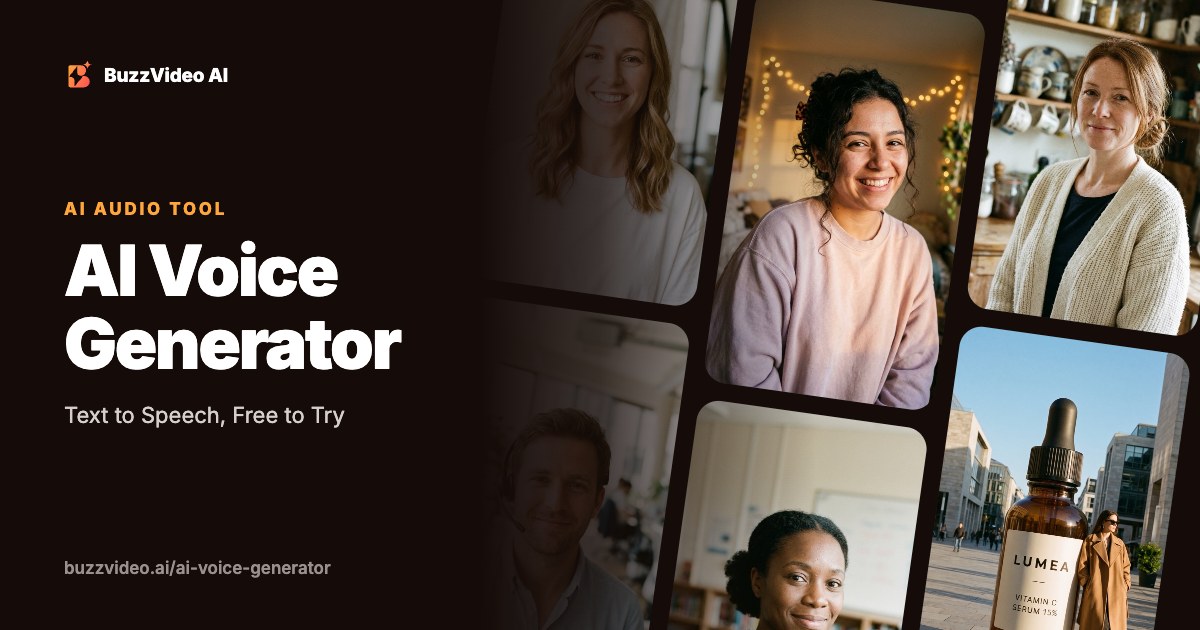 BuzzVideo AI
AI AUDIO TOOL
AI Voice
Generator
Text to Speech, Free to Try
buzzvideo.ai/ai-voice-generator
LUMEA
VITAMIN C
SERUM 15%